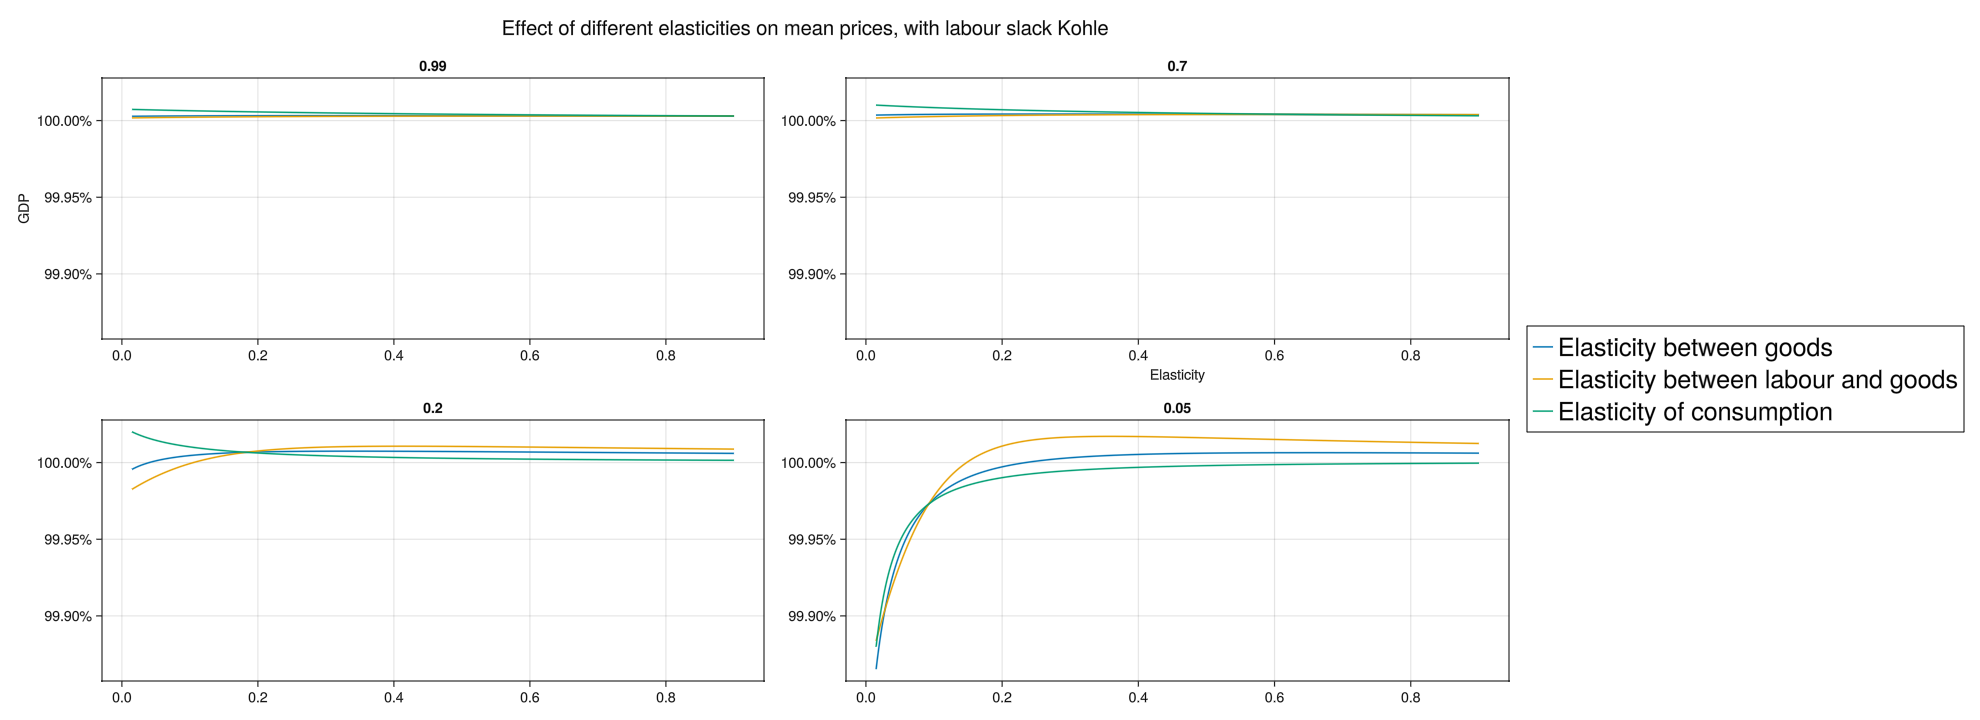 Effect of different elasticities on mean prices, with labour slack Kohle
0.99
0.7
GDP
100.00%
99.95%
99.90%
0.0 0.2 0.4 0.6 0.8
100.00%
99.95%
99.90%
0.0 0.2 0.4 0.6 0.8
Elasticity
0.2
0.05
100.00%
99.95%
99.90%
0.0 0.2 0.4 0.6 0.8
100.00%
99.95%
99.90%
0.0 0.2 0.4 0.6 0.8
Elasticity between goods
Elasticity between labour and goods
Elasticity of consumption